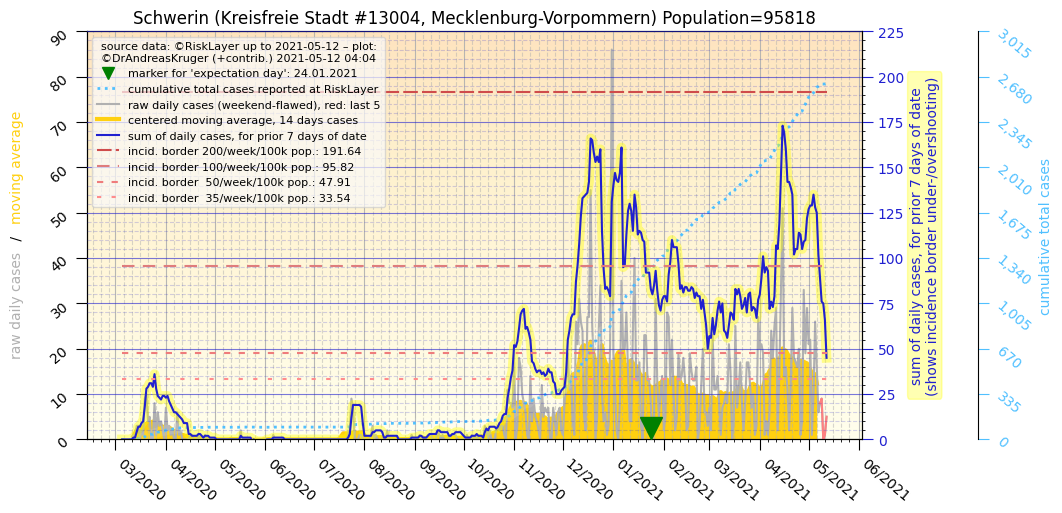 Schwerin (Kreisfreie Stadt #13004, Mecklenburg-Vorpommern) Population=95818
source data: ©RiskLayer up to 2021-05-12 – plot:
©DrAndreasKruger (+contrib.) 2021-05-12 04:04
marker for 'expectation day': 24.01.2021
cumulative total cases reported at RiskLayer
raw daily cases (weekend-flawed), red: last 5
centered moving average, 14 days cases
sum of daily cases, for prior 7 days of date
incid. border 200/week/100k pop.: 191.64
incid. border 100/week/100k pop.: 95.82
incid. border  50/week/100k pop.: 47.91
incid. border  35/week/100k pop.: 33.54
raw daily cases / moving average
90
80
70
60
50
40
30
20
10
0
225
200
175
150
125
100
75
50
25
0
sum of daily cases, for prior 7 days of date
(shows incidence border under-/overshooting)
3,015
2,680
2,345
2,010
1,675
1,340
1,005
670
335
0
cumulative total cases
03/2020
04/2020
05/2020
06/2020
07/2020
08/2020
09/2020
10/2020
11/2020
12/2020
01/2021
02/2021
03/2021
04/2021
05/2021
06/2021